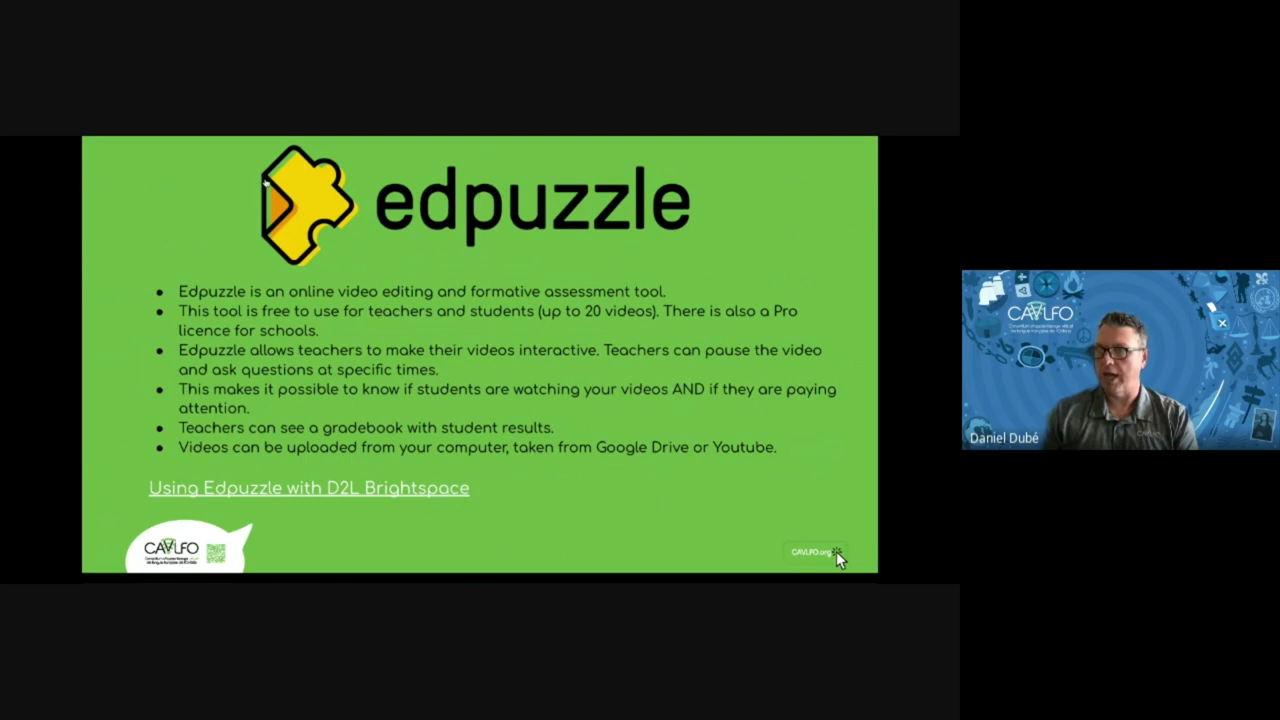 edpuzzle
● Edpuzzle is an online video editing and formative assessment tool.
● This tool is free to use for teachers and students (up to 20 videos). There is also a Pro
licence for schools.
● Edpuzzle allows teachers to make their videos interactive. Teachers can pause the video
and ask questions at specific times.
● This makes it possible to know if students are watching your videos AND if they are paying
attention.
● Teachers can see a gradebook with student results.
● Videos can be uploaded from your computer, taken from Google Drive or Youtube.
Using Edpuzzle with D2L Brightspace
CAVLFO
CAVLFO.org
CAVLFO
Daniel Dubé